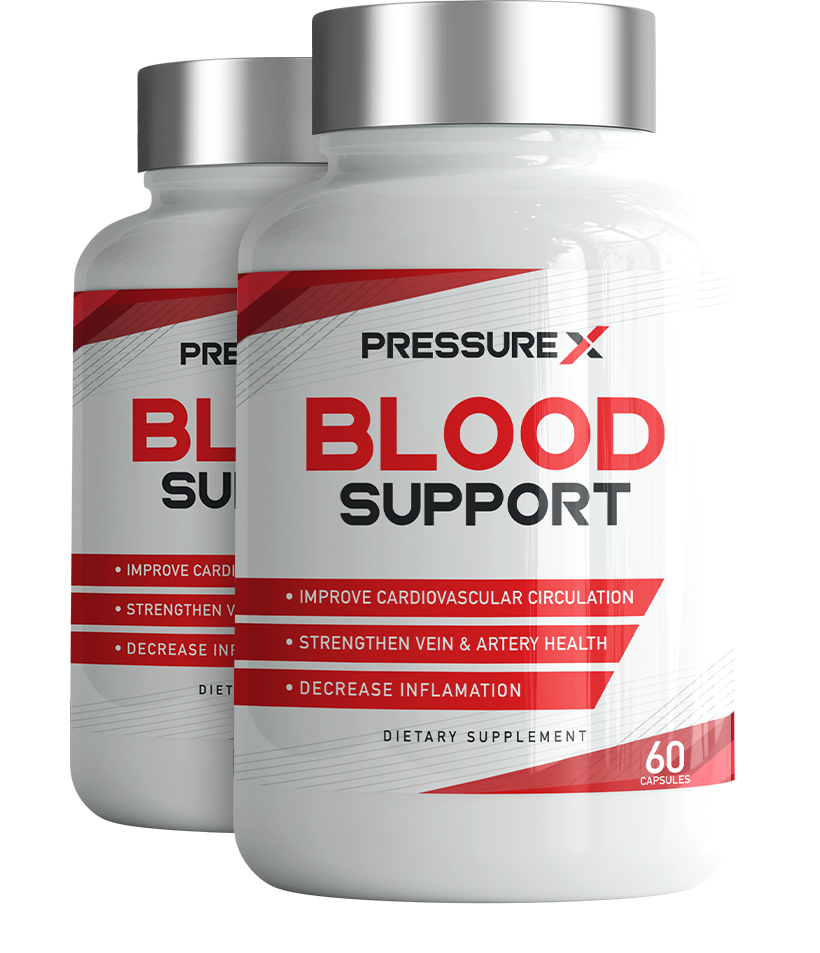 PRESSURE X
BLOOD
SUPPORT
• IMPROVE CARDIOVASCULAR CIRCULATION
• STRENGTHEN VEIN & ARTERY HEALTH
• DECREASE INFLAMATION
DIETARY SUPPLEMENT
60
CAPSULES
PRE
BL
SU
• IMPROVE CARDI
• STRENGTHEN V
• DECREASE INF
DIET